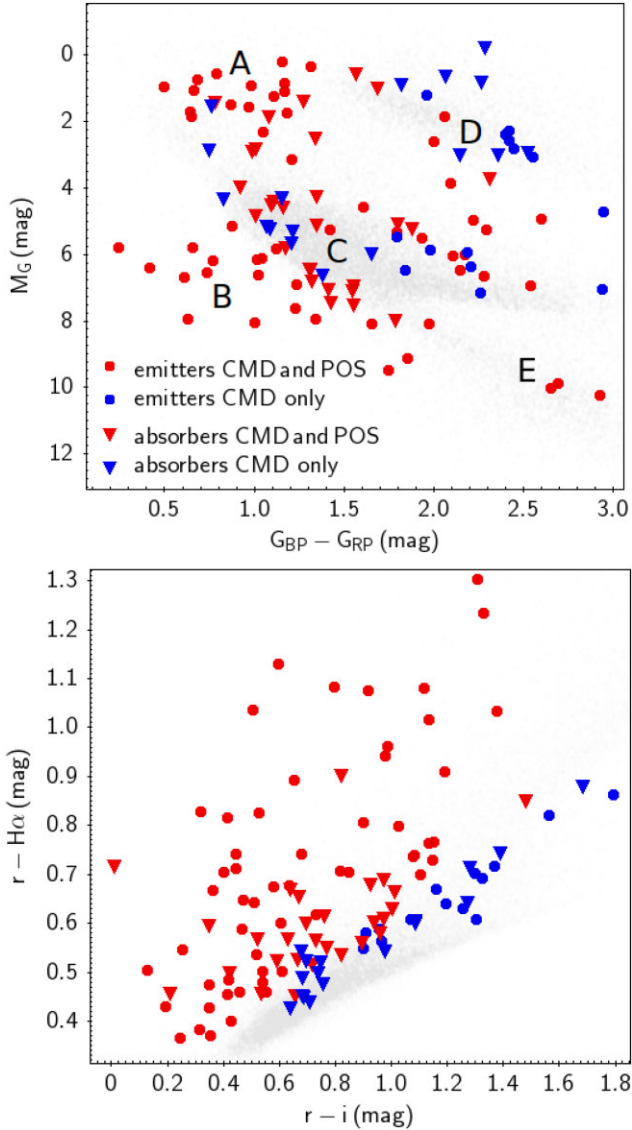 0
2
4
6
8
10
12
M_G (mag)
A
B
C
D
E
emitters CMD and POS
emitters CMD only
absorbers CMD and POS
absorbers CMD only
0.5 1.0 1.5 2.0 2.5 3.0
G_BP − G_RP (mag)
1.3
1.2
1.1
1.0
0.9
0.8
0.7
0.6
0.5
0.4
r − Hα (mag)
0 0.2 0.4 0.6 0.8 1.0 1.2 1.4 1.6 1.8
r − i (mag)